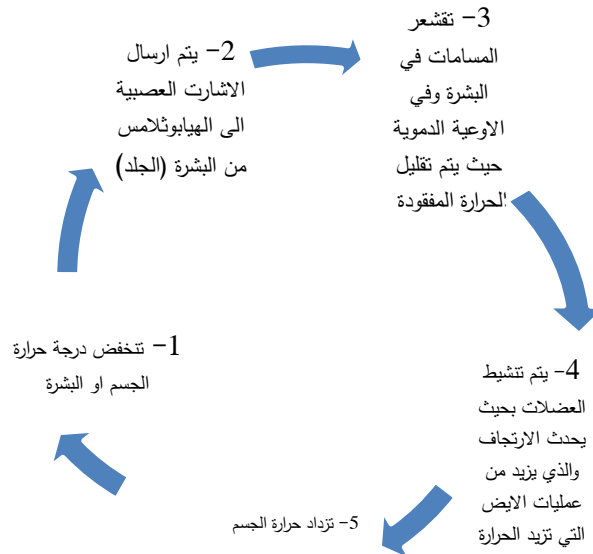 1- تنخفض درجة حرارة
الجسم او البشرة
2- يتم ارسال
الاشارت العصبية
الى الهيابوثلامس
من البشرة (الجلد)
3- تقشعر
المسامات في
البشرة وفي
الاوعية الدموية
حيث يتم تقليل
الحرارة المفقودة
4- يتم تنشيط
العضلات بحيث
يحدث الارتجاف
والذي يزيد من
عمليات الايض
التي تزيد الحرارة
5- تزداد حرارة الجسم